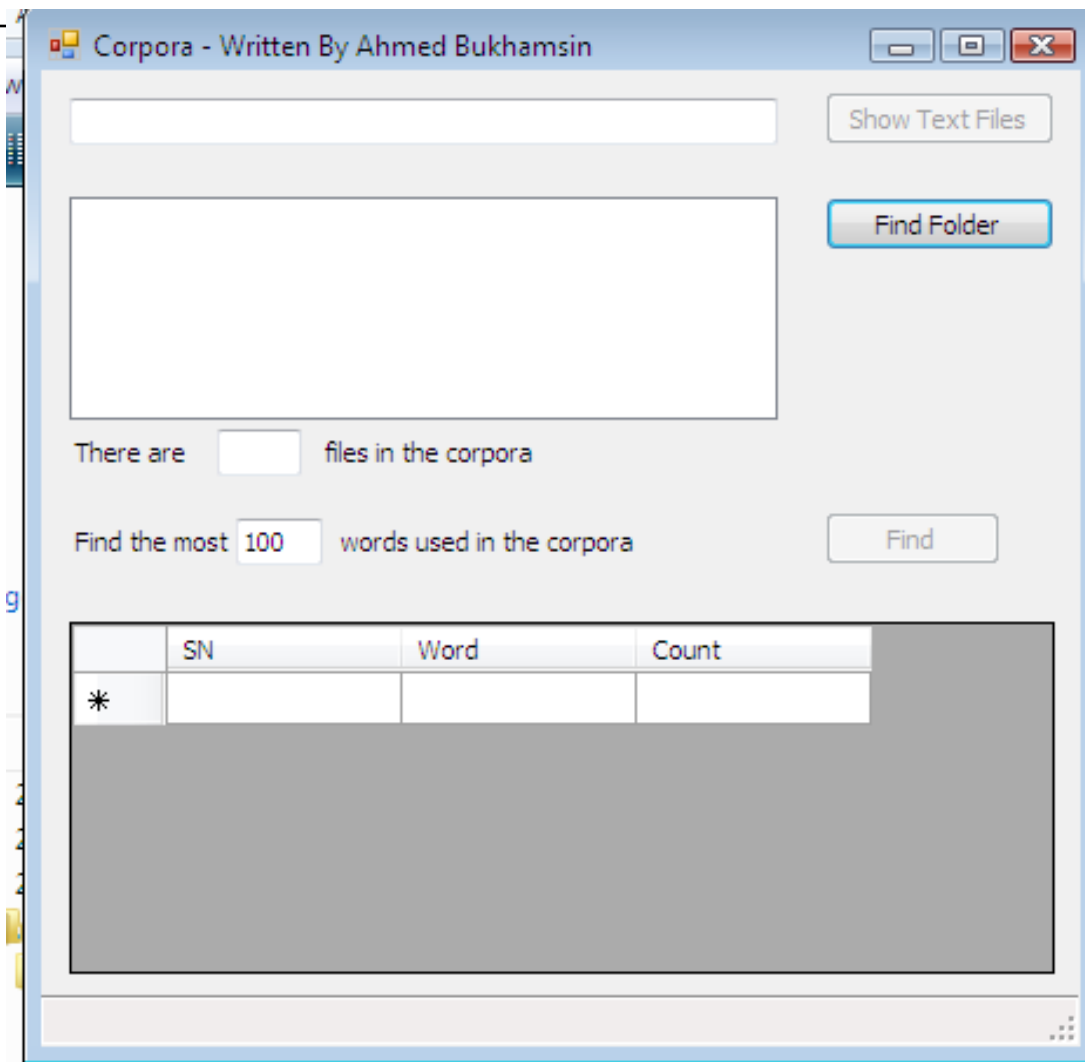 Corpora - Written By Ahmed Bukhamsin
Show Text Files
Find Folder
There are files in the corpora
Find the most 100 words used in the corpora Find
SN Word Count